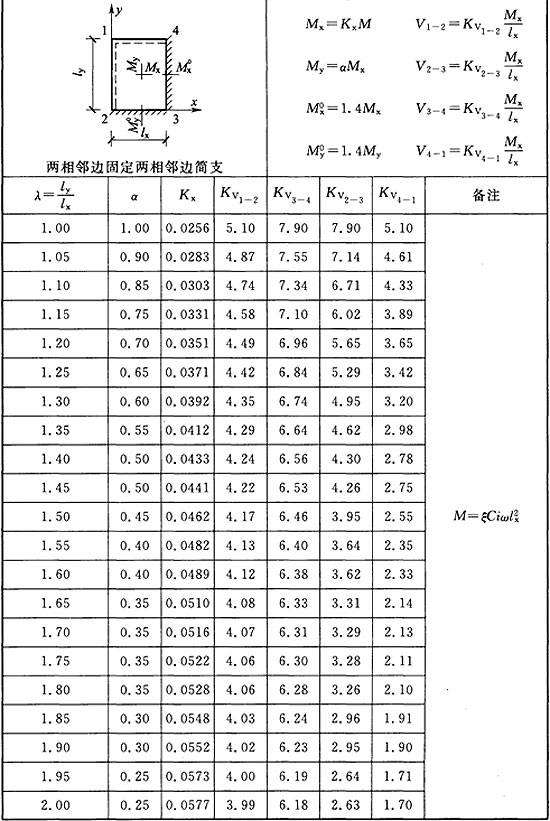 y
1
4
l_y
M_y
M_x
M_x^0
x
2
M_y^0
l_x
3
两相邻边固定两相邻边简支
M_x=K_xM V_{1-2}=K_{V_{1-2}} M_x/l_x
M_y=αM_x V_{2-3}=K_{V_{2-3}} M_x/l_x
M_x^0=1.4M_x V_{3-4}=K_{V_{3-4}} M_x/l_x
M_y^0=1.4M_y V_{4-1}=K_{V_{4-1}} M_x/l_x
λ=l_y/l_x α K_x K_{V_{1-2}} K_{V_{3-4}} K_{V_{2-3}} K_{V_{4-1}} 备注
1.00 1.00 0.0256 5.10 7.90 7.90 5.10
1.05 0.90 0.0283 4.87 7.55 7.14 4.61
1.10 0.85 0.0303 4.74 7.34 6.71 4.33
1.15 0.75 0.0331 4.58 7.10 6.02 3.89
1.20 0.70 0.0351 4.49 6.96 5.65 3.65
1.25 0.65 0.0371 4.42 6.84 5.29 3.42
1.30 0.60 0.0392 4.35 6.74 4.95 3.20
1.35 0.55 0.0412 4.29 6.64 4.62 2.98
1.40 0.50 0.0433 4.24 6.56 4.30 2.78
1.45 0.50 0.0441 4.22 6.53 4.26 2.75
1.50 0.45 0.0462 4.17 6.46 3.95 2.55 M=ξCiωl_x^2
1.55 0.40 0.0482 4.13 6.40 3.64 2.35
1.60 0.40 0.0489 4.12 6.38 3.62 2.33
1.65 0.35 0.0510 4.08 6.33 3.31 2.14
1.70 0.35 0.0516 4.07 6.31 3.29 2.13
1.75 0.35 0.0522 4.06 6.30 3.28 2.11
1.80 0.35 0.0528 4.06 6.28 3.26 2.10
1.85 0.30 0.0548 4.03 6.24 2.96 1.91
1.90 0.30 0.0552 4.02 6.23 2.95 1.90
1.95 0.25 0.0573 4.00 6.19 2.64 1.71
2.00 0.25 0.0577 3.99 6.18 2.63 1.70